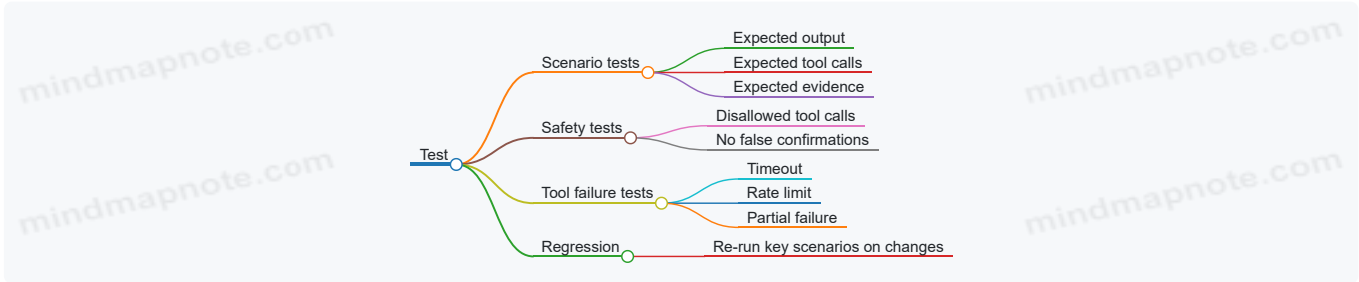 mindmapnote.com
mindmapnote.com
Test
Scenario tests
Expected output
Expected tool calls
Expected evidence
Safety tests
Disallowed tool calls
No false confirmations
Tool failure tests
Timeout
Rate limit
Partial failure
Regression
Re-run key scenarios on changes
mindmapnote.com
mindmapnote.com